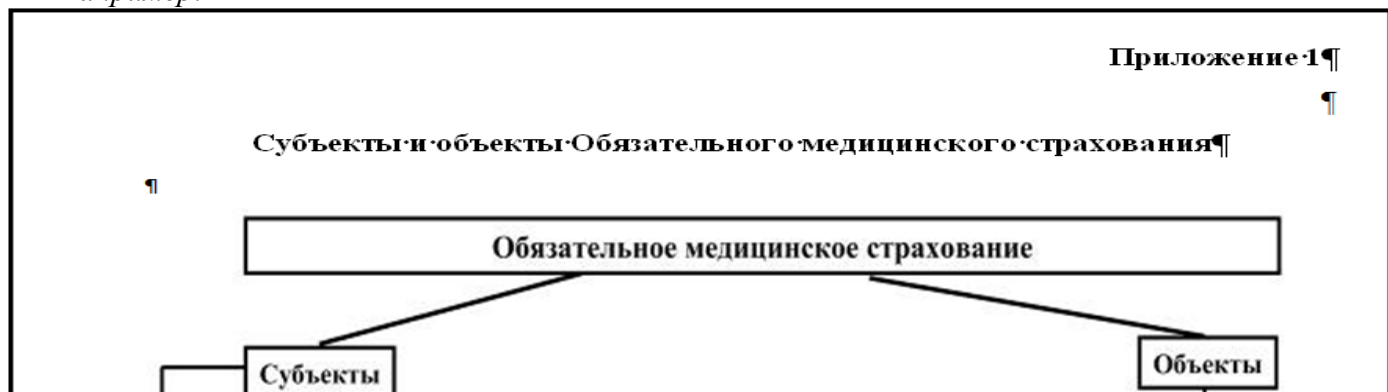 Приложение·1¶
¶
Субъекты·и·объекты·Обязательного·медицинского·страхования¶
¶
Обязательное медицинское страхование
Субъекты
Объекты